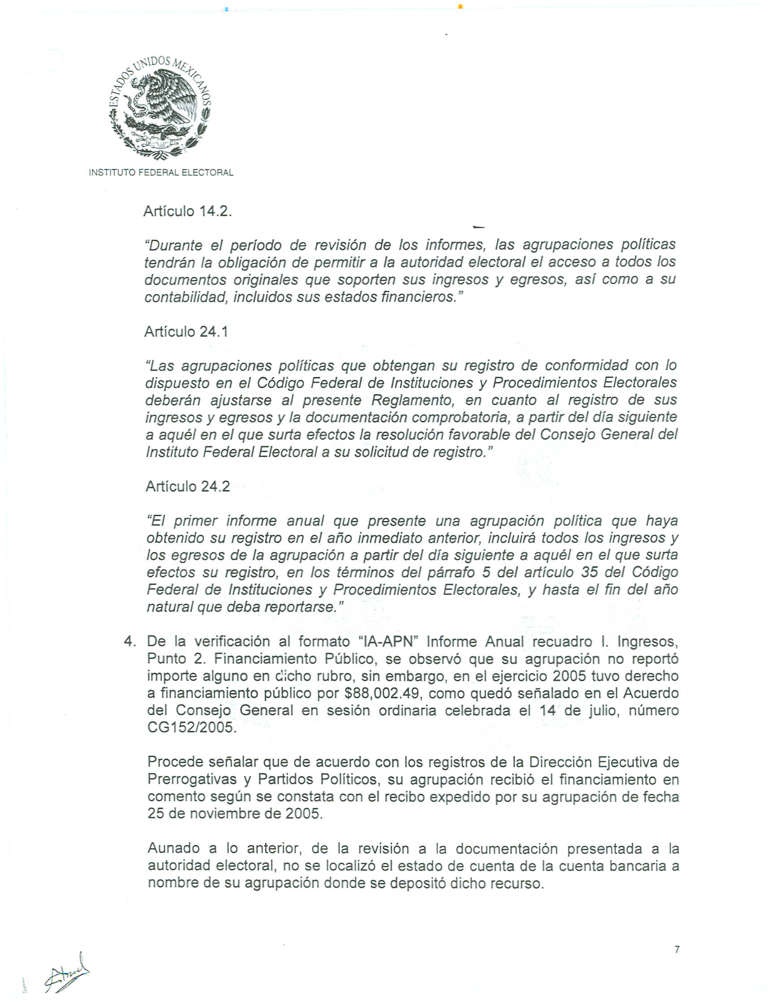 ESTADOS UNIDOS MEXICANOS
INSTITUTO FEDERAL ELECTORAL
Artículo 14.2.
“Durante el período de revisión de los informes, las agrupaciones políticas
tendrán la obligación de permitir a la autoridad electoral el acceso a todos los
documentos originales que soporten sus ingresos y egresos, así como a su
contabilidad, incluidos sus estados financieros.”
Artículo 24.1
“Las agrupaciones políticas que obtengan su registro de conformidad con lo
dispuesto en el Código Federal de Instituciones y Procedimientos Electorales
deberán ajustarse al presente Reglamento, en cuanto al registro de sus
ingresos y egresos y la documentación comprobatoria, a partir del día siguiente
a aquél en el que surta efectos la resolución favorable del Consejo General del
Instituto Federal Electoral a su solicitud de registro.”
Artículo 24.2
“El primer informe anual que presente una agrupación política que haya
obtenido su registro en el año inmediato anterior, incluirá todos los ingresos y
los egresos de la agrupación a partir del día siguiente a aquél en el que surta
efectos su registro, en los términos del párrafo 5 del artículo 35 del Código
Federal de Instituciones y Procedimientos Electorales, y hasta el fin del año
natural que deba reportarse.”
4. De la verificación al formato “IA-APN” Informe Anual recuadro I. Ingresos,
Punto 2. Financiamiento Público, se observó que su agrupación no reportó
importe alguno en dicho rubro, sin embargo, en el ejercicio 2005 tuvo derecho
a financiamiento público por $88,002.49, como quedó señalado en el Acuerdo
del Consejo General en sesión ordinaria celebrada el 14 de julio, número
CG152/2005.
Procede señalar que de acuerdo con los registros de la Dirección Ejecutiva de
Prerrogativas y Partidos Políticos, su agrupación recibió el financiamiento en
comento según se constata con el recibo expedido por su agrupación de fecha
25 de noviembre de 2005.
Aunado a lo anterior, de la revisión a la documentación presentada a la
autoridad electoral, no se localizó el estado de cuenta de la cuenta bancaria a
nombre de su agrupación donde se depositó dicho recurso.
7